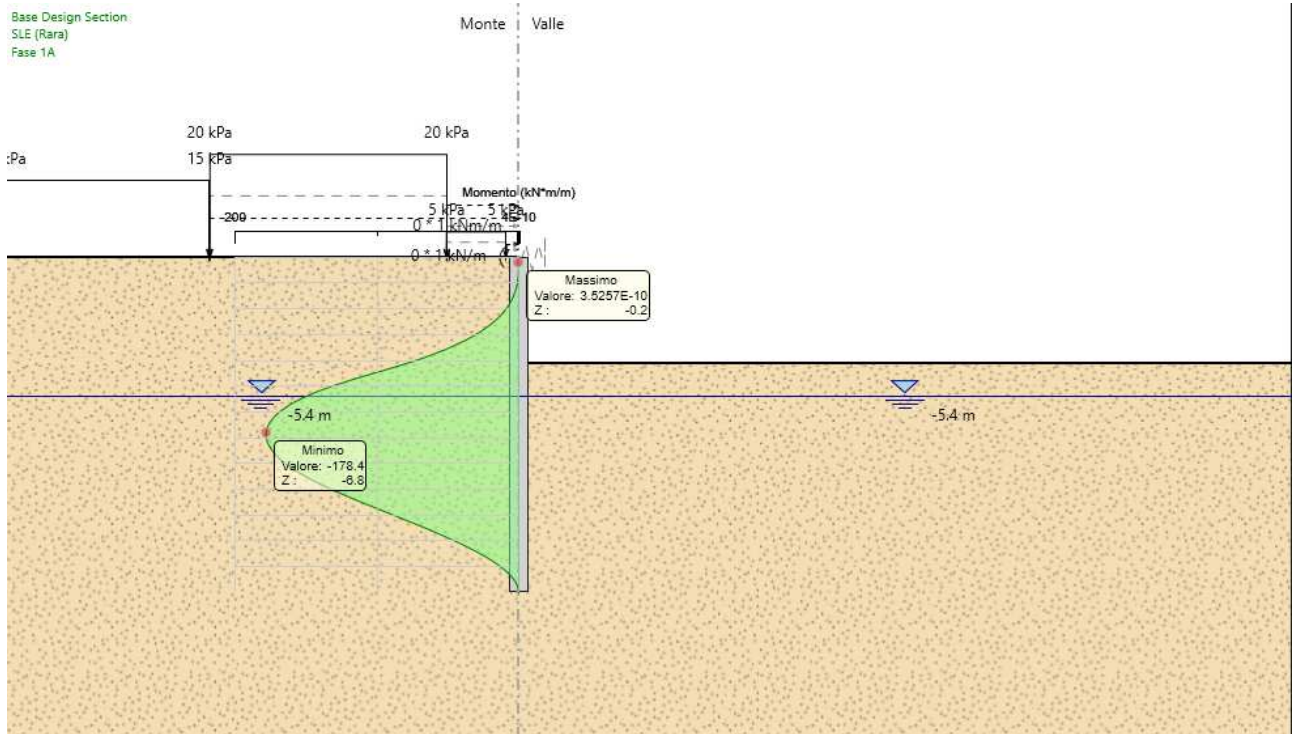 Base Design Section
SLE (Rara)
Fase 1A
Monte
Valle
20 kPa
20 kPa
kPa
15 kPa
Momento (kN*m/m)
5 kPa
5 kPa
-200
0 * 1 kNm/m
0 * 1 kN/m
Massimo
Valore: 3.5257E-10
Z : -0.2
-5.4 m
-5.4 m
Minimo
Valore: -178.4
Z : -6.8